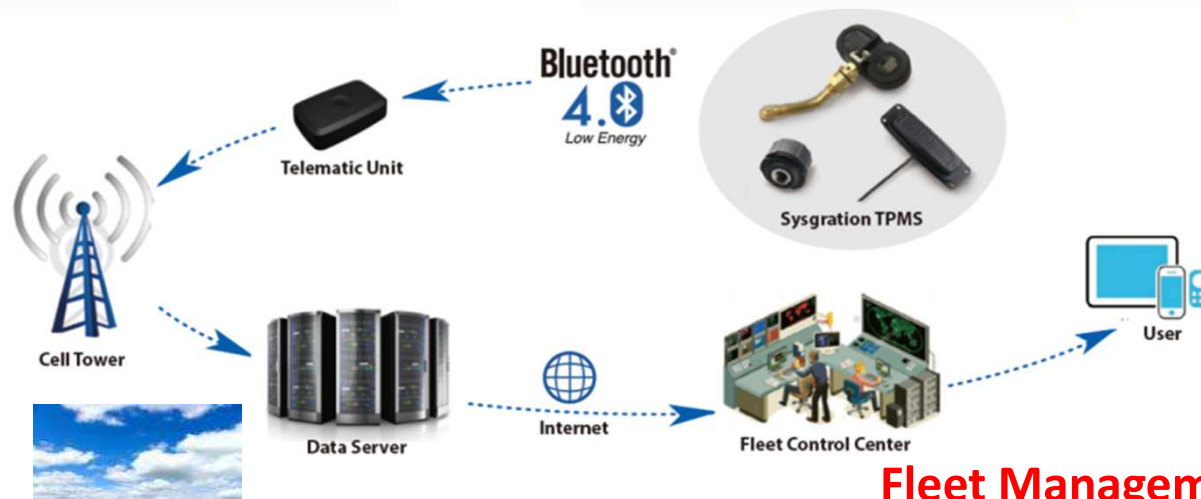 Bluetooth®
4.0
Low Energy
Telematic Unit
Sysgration TPMS
Cell Tower
User
Data Server
Internet
Fleet Control Center
Fleet Managem